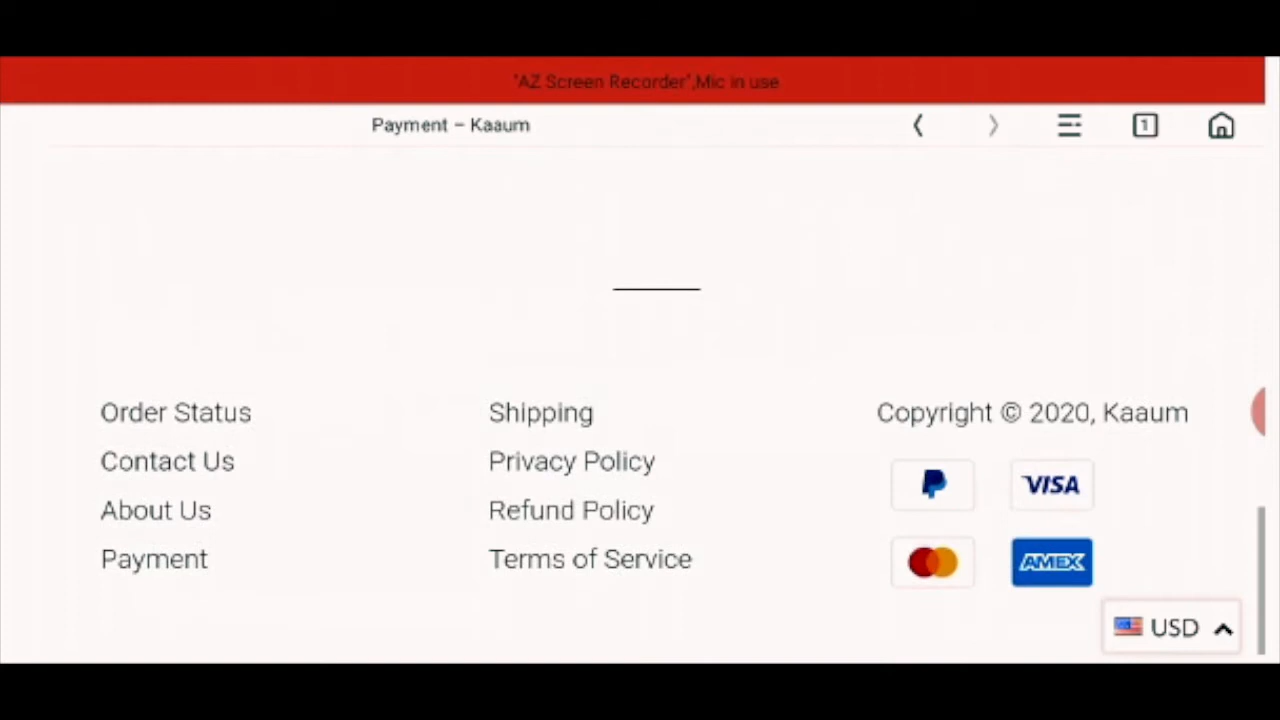 "AZ Screen Recorder",Mic in use
Payment – Kaaum
1
Order Status
Contact Us
About Us
Payment
Shipping
Privacy Policy
Refund Policy
Terms of Service
Copyright © 2020, Kaaum
VISA
AMEX
USD